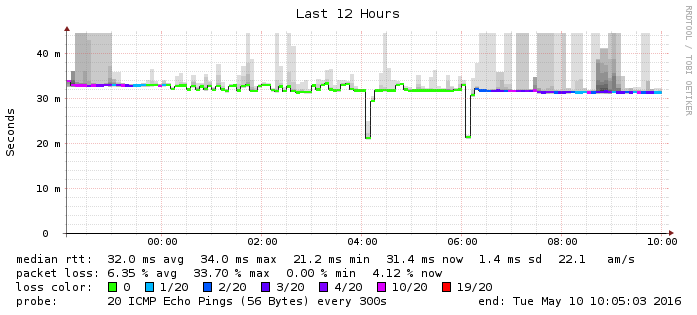 Last 12 Hours
RRDTOOL / TOBI OETIKER
Seconds
40 m
30 m
20 m
10 m
0
00:00 02:00 04:00 06:00 08:00 10:00
median rtt: 32.0 ms avg 34.0 ms max 21.2 ms min 31.4 ms now 1.4 ms sd 22.1 am/s
packet loss: 6.35 % avg 33.70 % max 0.00 % min 4.12 % now
loss color: 0 1/20 2/20 3/20 4/20 10/20 19/20
probe: 20 ICMP Echo Pings (56 Bytes) every 300s end: Tue May 10 10:05:03 2016